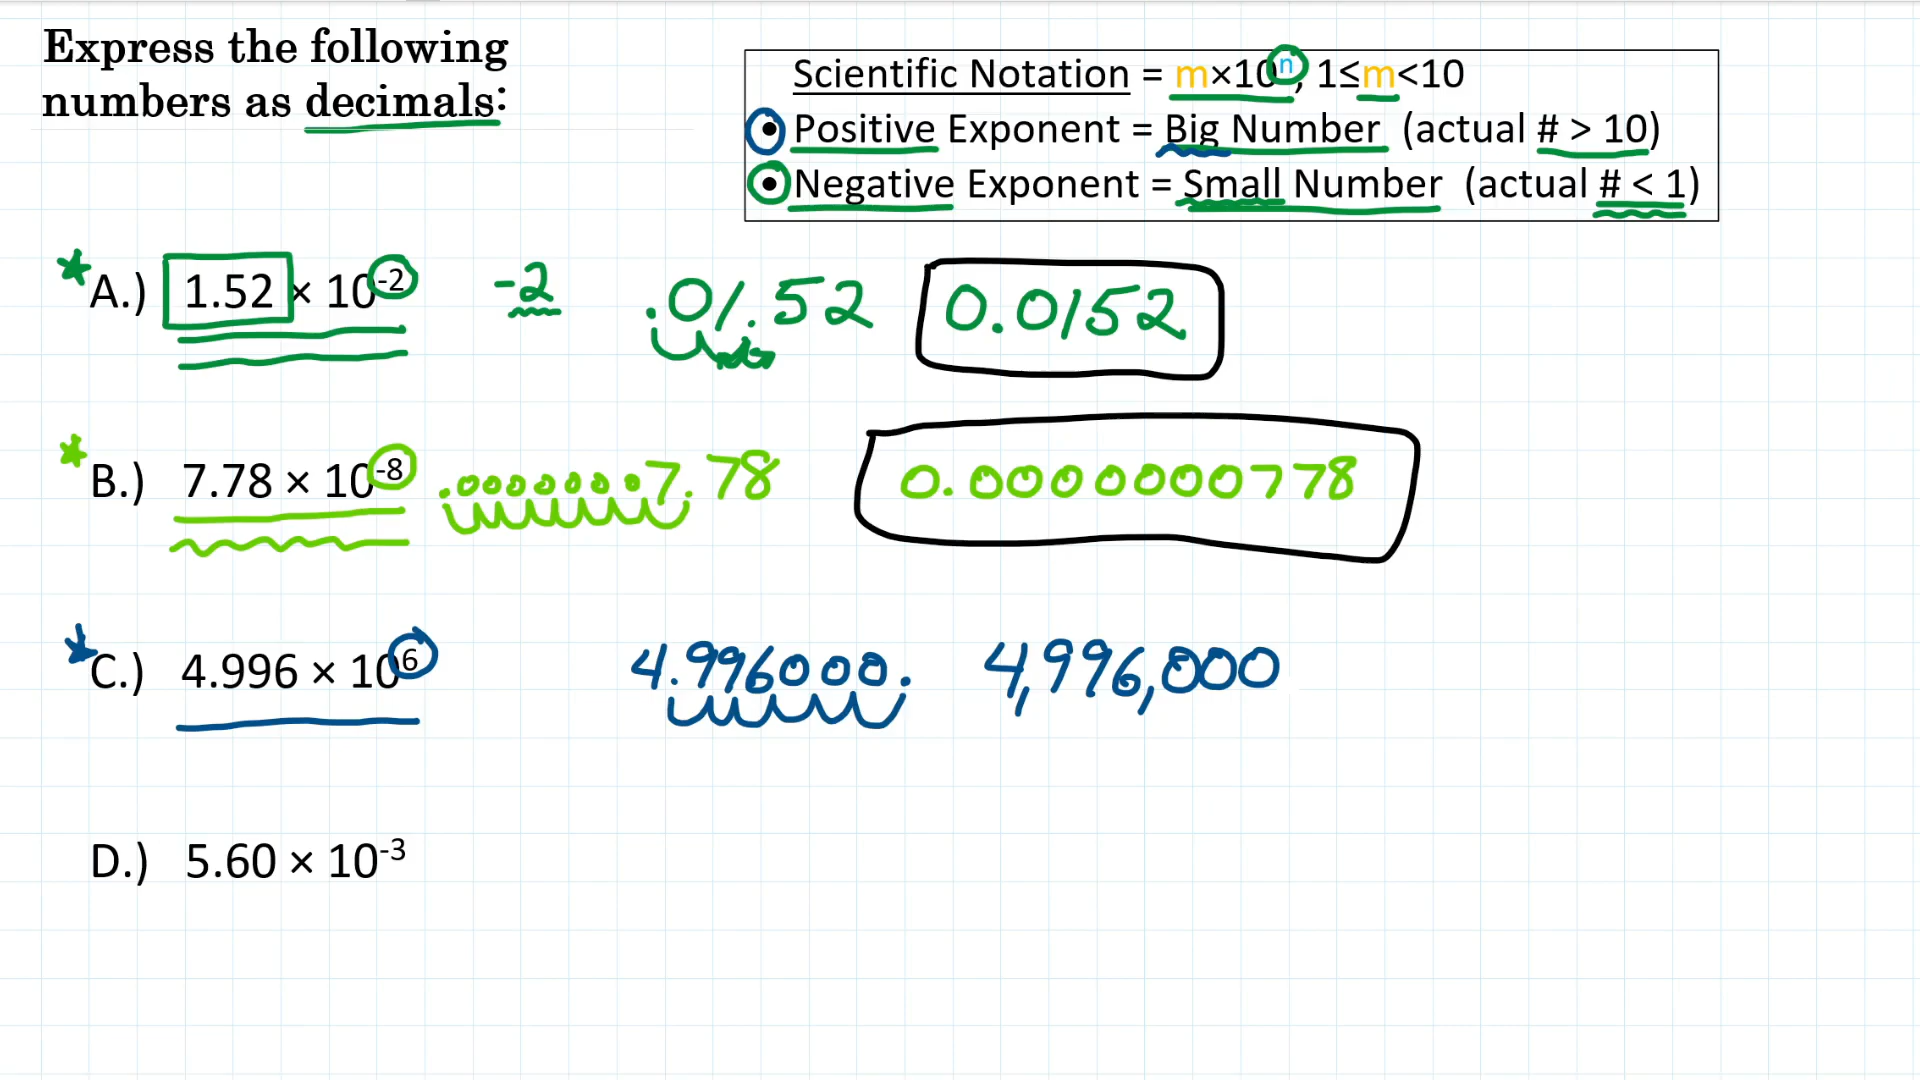 Express the following
numbers as decimals:
Scientific Notation = m×10ⁿ, 1≤m<10
• Positive Exponent = Big Number (actual # > 10)
• Negative Exponent = Small Number (actual # < 1)
A.) 1.52 × 10⁻² -2 .01.52 0.0152
B.) 7.78 × 10⁻⁸ .00000007.78 0.0000000778
C.) 4.996 × 10⁶ 4.996000. 4,996,000
D.) 5.60 × 10⁻³